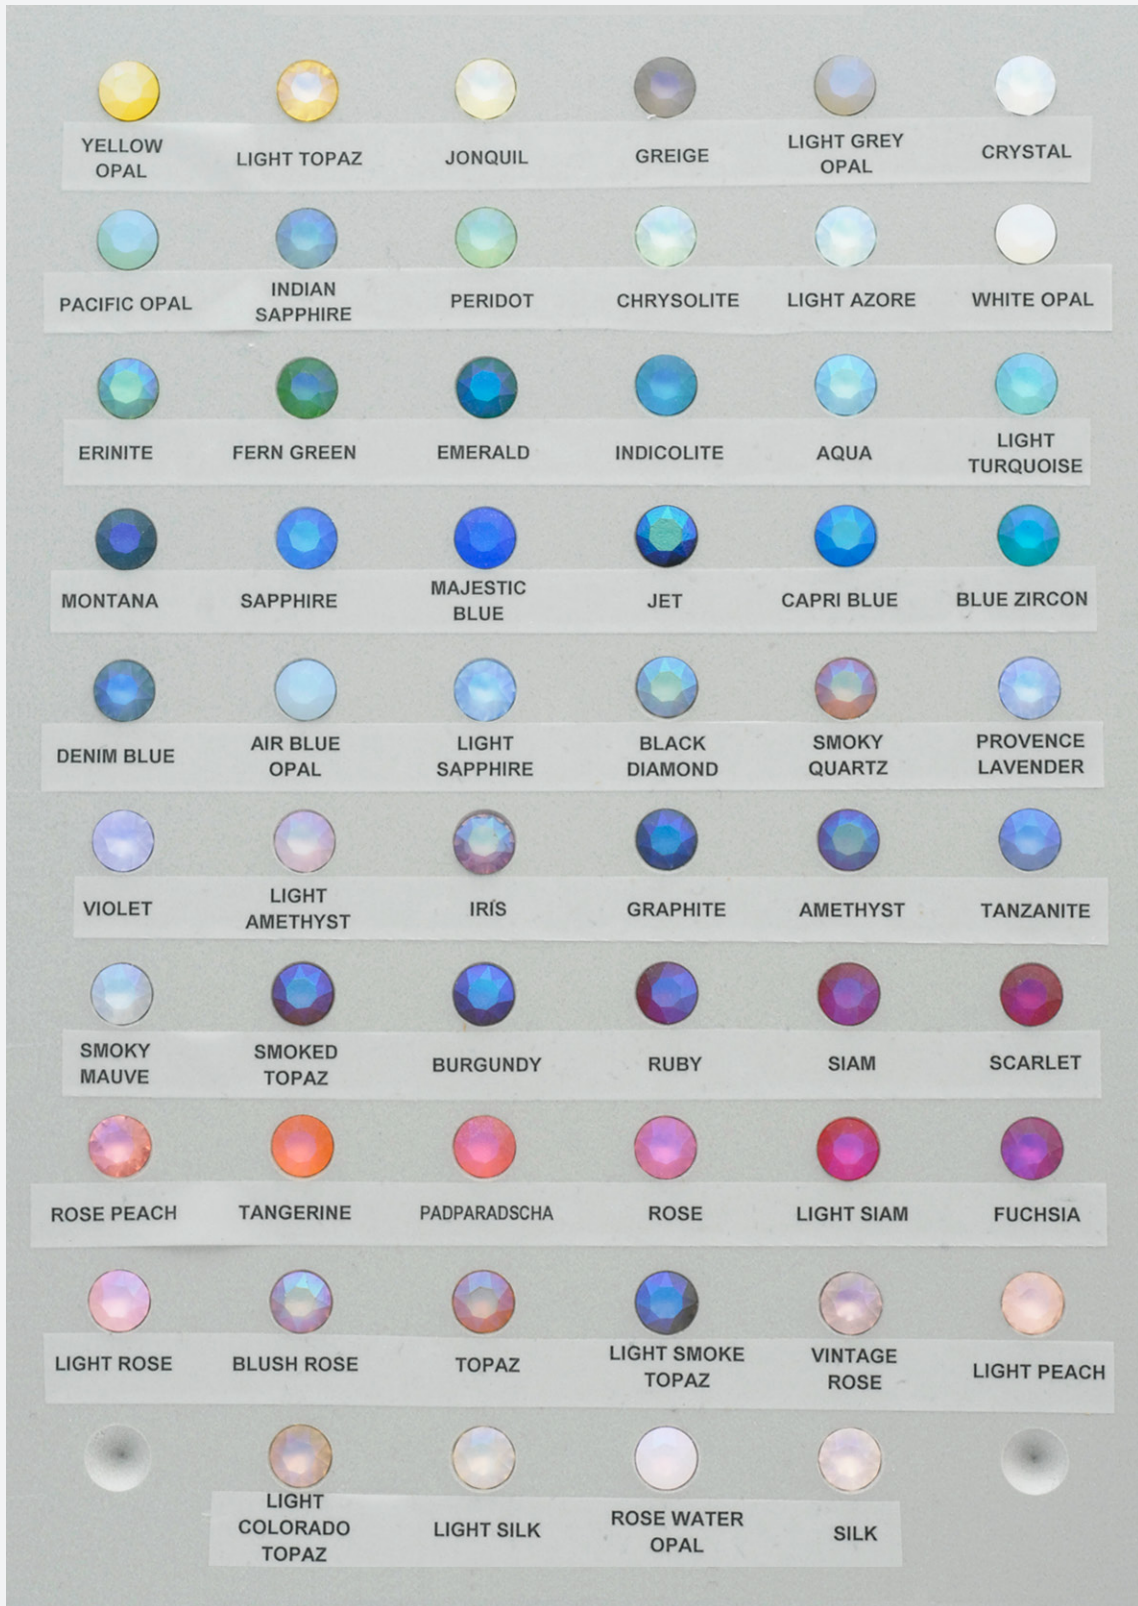 YELLOW
OPAL
LIGHT TOPAZ
JONQUIL
GREIGE
LIGHT GREY
OPAL
CRYSTAL
PACIFIC OPAL
INDIAN
SAPPHIRE
PERIDOT
CHRYSOLITE
LIGHT AZORE
WHITE OPAL
ERINITE
FERN GREEN
EMERALD
INDICOLITE
AQUA
LIGHT
TURQUOISE
MONTANA
SAPPHIRE
MAJESTIC
BLUE
JET
CAPRI BLUE
BLUE ZIRCON
DENIM BLUE
AIR BLUE
OPAL
LIGHT
SAPPHIRE
BLACK
DIAMOND
SMOKY
QUARTZ
PROVENCE
LAVENDER
VIOLET
LIGHT
AMETHYST
IRIS
GRAPHITE
AMETHYST
TANZANITE
SMOKY
MAUVE
SMOKED
TOPAZ
BURGUNDY
RUBY
SIAM
SCARLET
ROSE PEACH
TANGERINE
PADPARADSCHA
ROSE
LIGHT SIAM
FUCHSIA
LIGHT ROSE
BLUSH ROSE
TOPAZ
LIGHT SMOKE
TOPAZ
VINTAGE
ROSE
LIGHT PEACH
LIGHT
COLORADO
TOPAZ
LIGHT SILK
ROSE WATER
OPAL
SILK